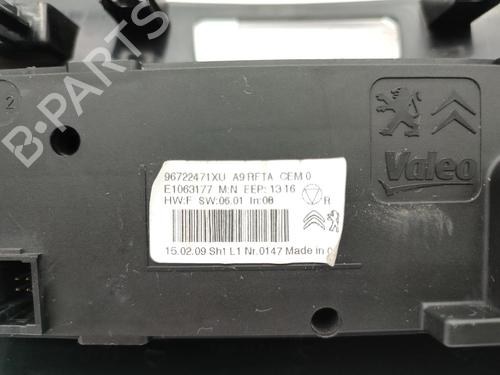 B-PARTS
2
Valeo
96722471XU A9 RFTA CEM 0
E1063177 M:N EEP: 13 16
HW:F SW:06.01 In:00
R
15.02.09 Sh1 L1 Nr.0147 Made in